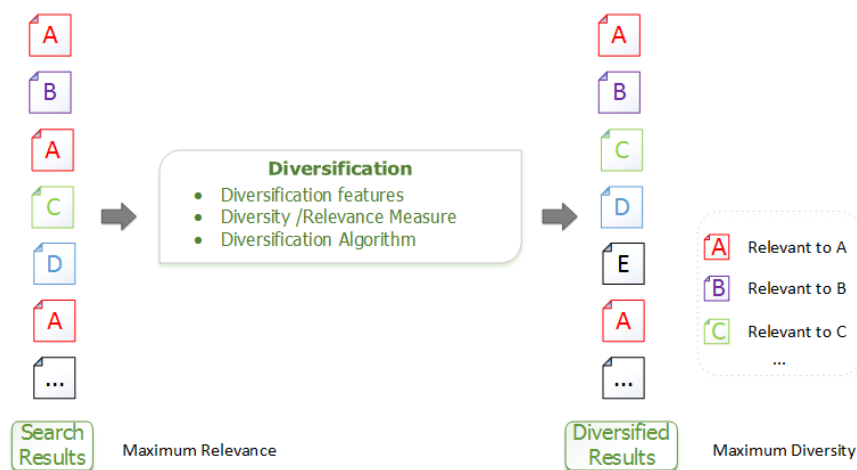 A
B
A
C
D
A
...
Search
Results
Maximum Relevance
Diversification
• Diversification features
• Diversity /Relevance Measure
• Diversification Algorithm
A
B
C
D
E
A
...
Diversified
Results
Maximum Diversity
A Relevant to A
B Relevant to B
C Relevant to C
...